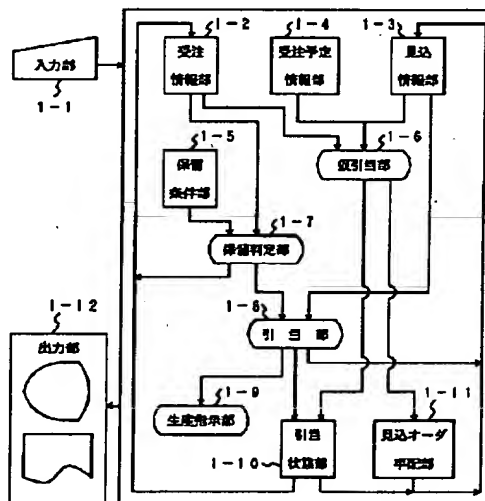 1-2
1-4
1-3
受注
情報部
受注予定
情報部
見込
情報部
入力部
1-1
1-5
1-6
保留
条件部
仮引当部
1-7
保留判定部
1-8
引当部
1-12
出力部
1-9
生産指示部
1-11
引当
状態部
1-10
見込オーダ
手配部